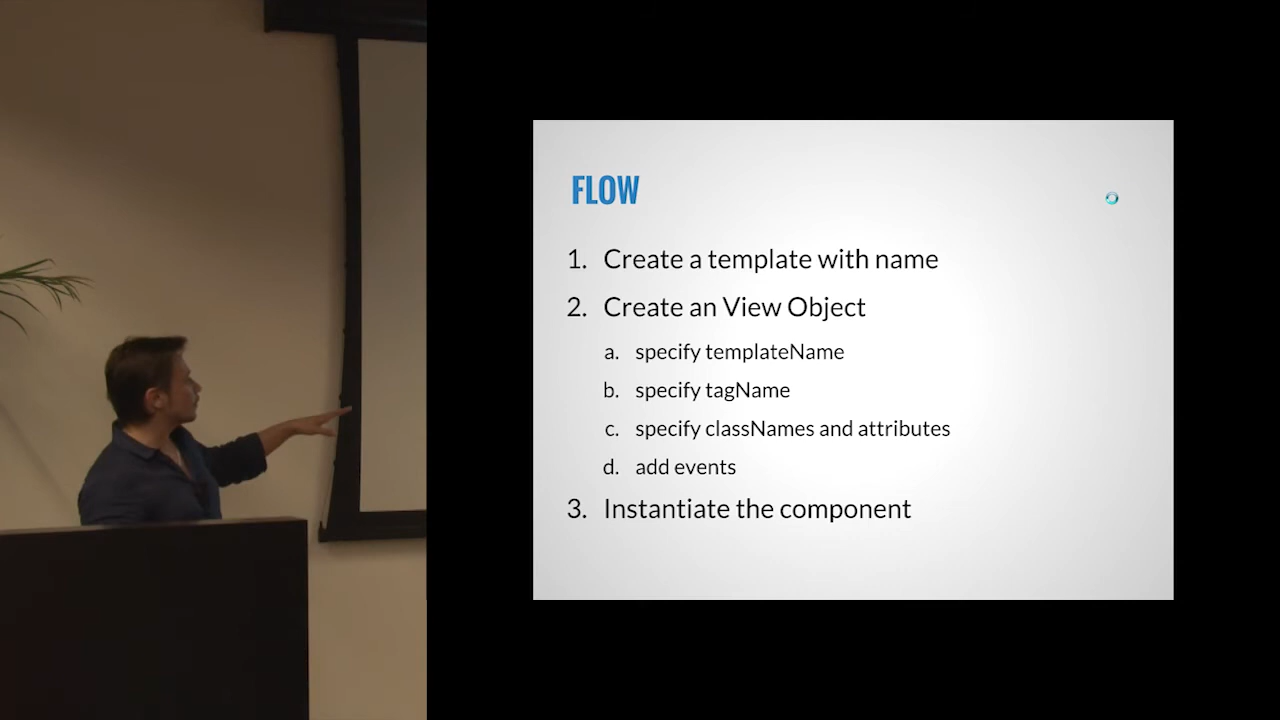 FLOW
1. Create a template with name
2. Create an View Object
a. specify templateName
b. specify tagName
c. specify classNames and attributes
d. add events
3. Instantiate the component